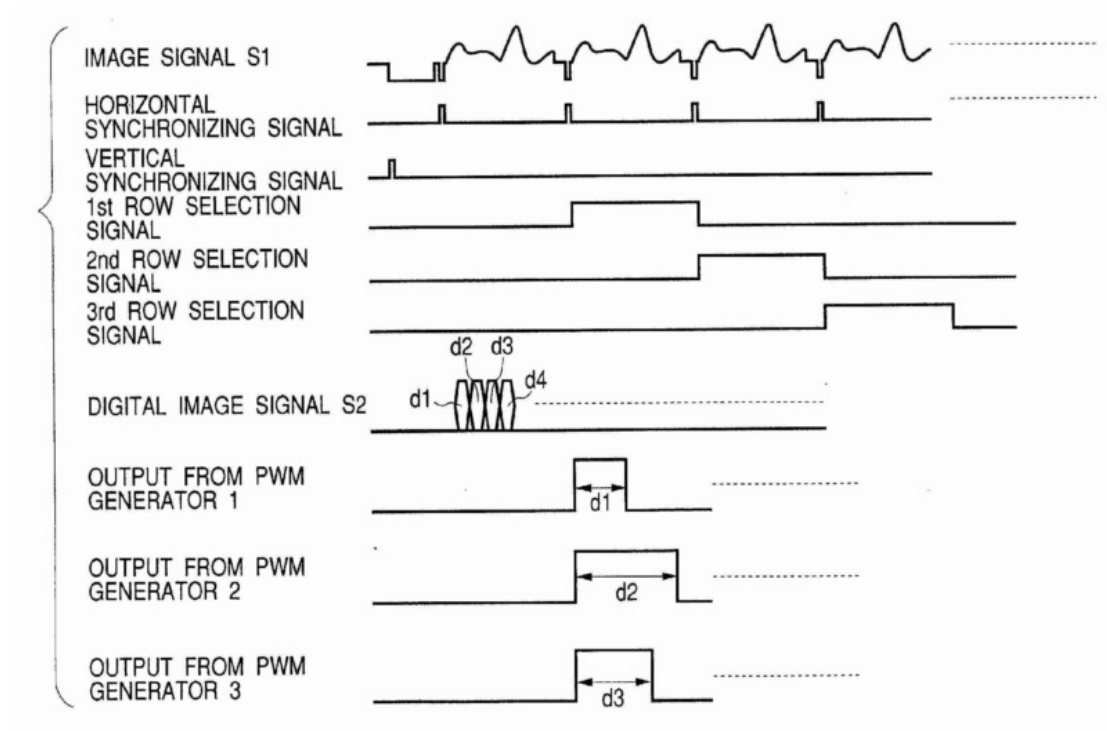 IMAGE SIGNAL S1
HORIZONTAL
SYNCHRONIZING SIGNAL
VERTICAL
SYNCHRONIZING SIGNAL
1st ROW SELECTION
SIGNAL
2nd ROW SELECTION
SIGNAL
3rd ROW SELECTION
SIGNAL
d2 d3
d1 d4
DIGITAL IMAGE SIGNAL S2
OUTPUT FROM PWM
GENERATOR 1
d1
OUTPUT FROM PWM
GENERATOR 2
d2
OUTPUT FROM PWM
GENERATOR 3
d3